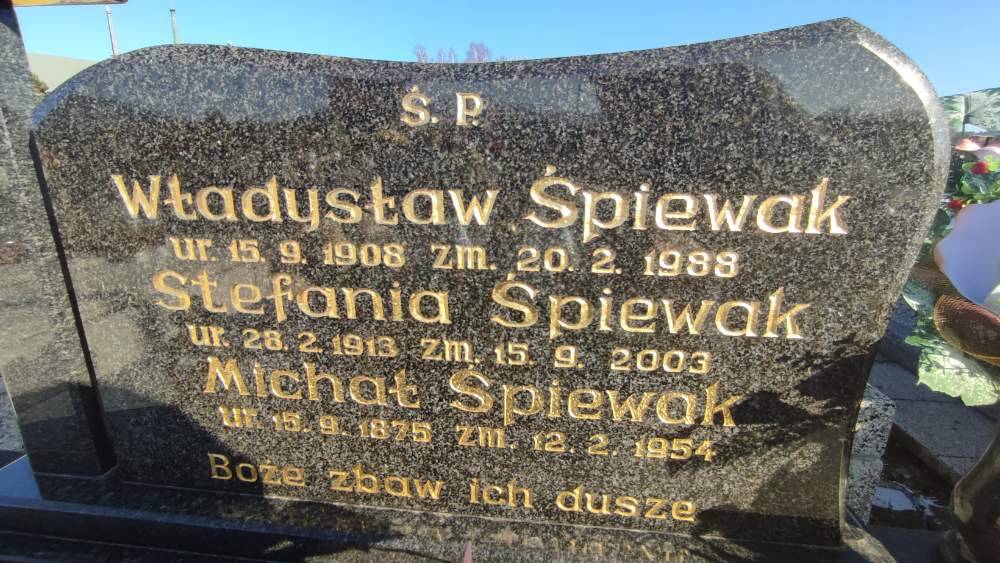 Ś. P.
Władysław Śpiewak
ur. 15. 9. 1908 zm. 20. 2. 1988
Stefania Śpiewak
ur. 28. 2. 1913 zm. 15. 9. 2003
Michał Śpiewak
ur. 15. 9. 1875 zm. 12. 2. 1954
Boże zbaw ich dusze